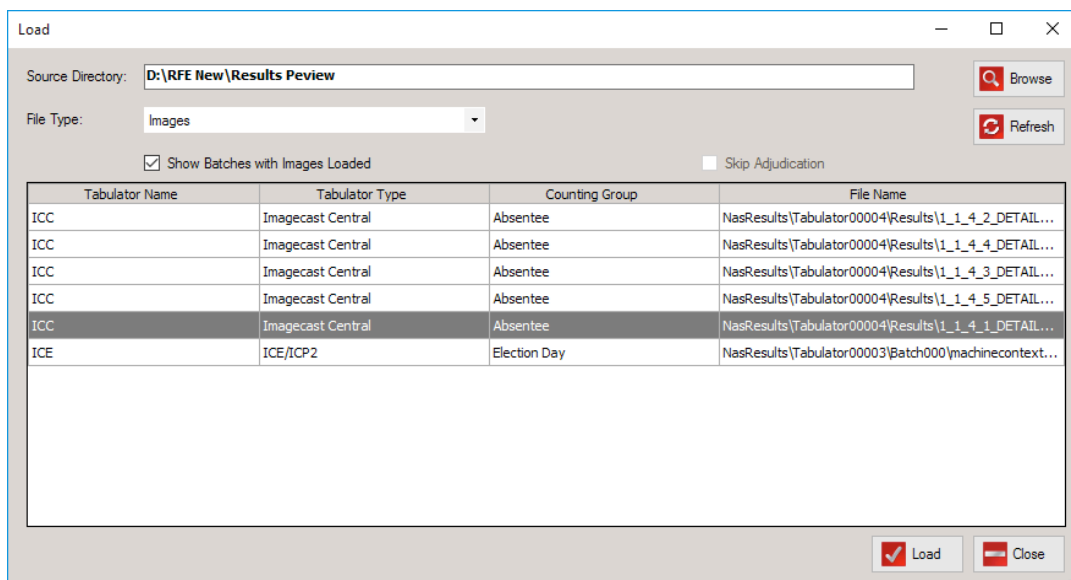 Load
Source Directory: D:\RFE New\Results Peview Browse
File Type: Images Refresh
Show Batches with Images Loaded Skip Adjudication
Tabulator Name Tabulator Type Counting Group File Name
ICC Imagecast Central Absentee NasResults\Tabulator00004\Results\1_1_4_2_DETAIL...
ICC Imagecast Central Absentee NasResults\Tabulator00004\Results\1_1_4_4_DETAIL...
ICC Imagecast Central Absentee NasResults\Tabulator00004\Results\1_1_4_3_DETAIL...
ICC Imagecast Central Absentee NasResults\Tabulator00004\Results\1_1_4_5_DETAIL...
ICC Imagecast Central Absentee NasResults\Tabulator00004\Results\1_1_4_1_DETAIL...
ICE ICE/ICP2 Election Day NasResults\Tabulator00003\Batch000\machinecontext...
Load Close